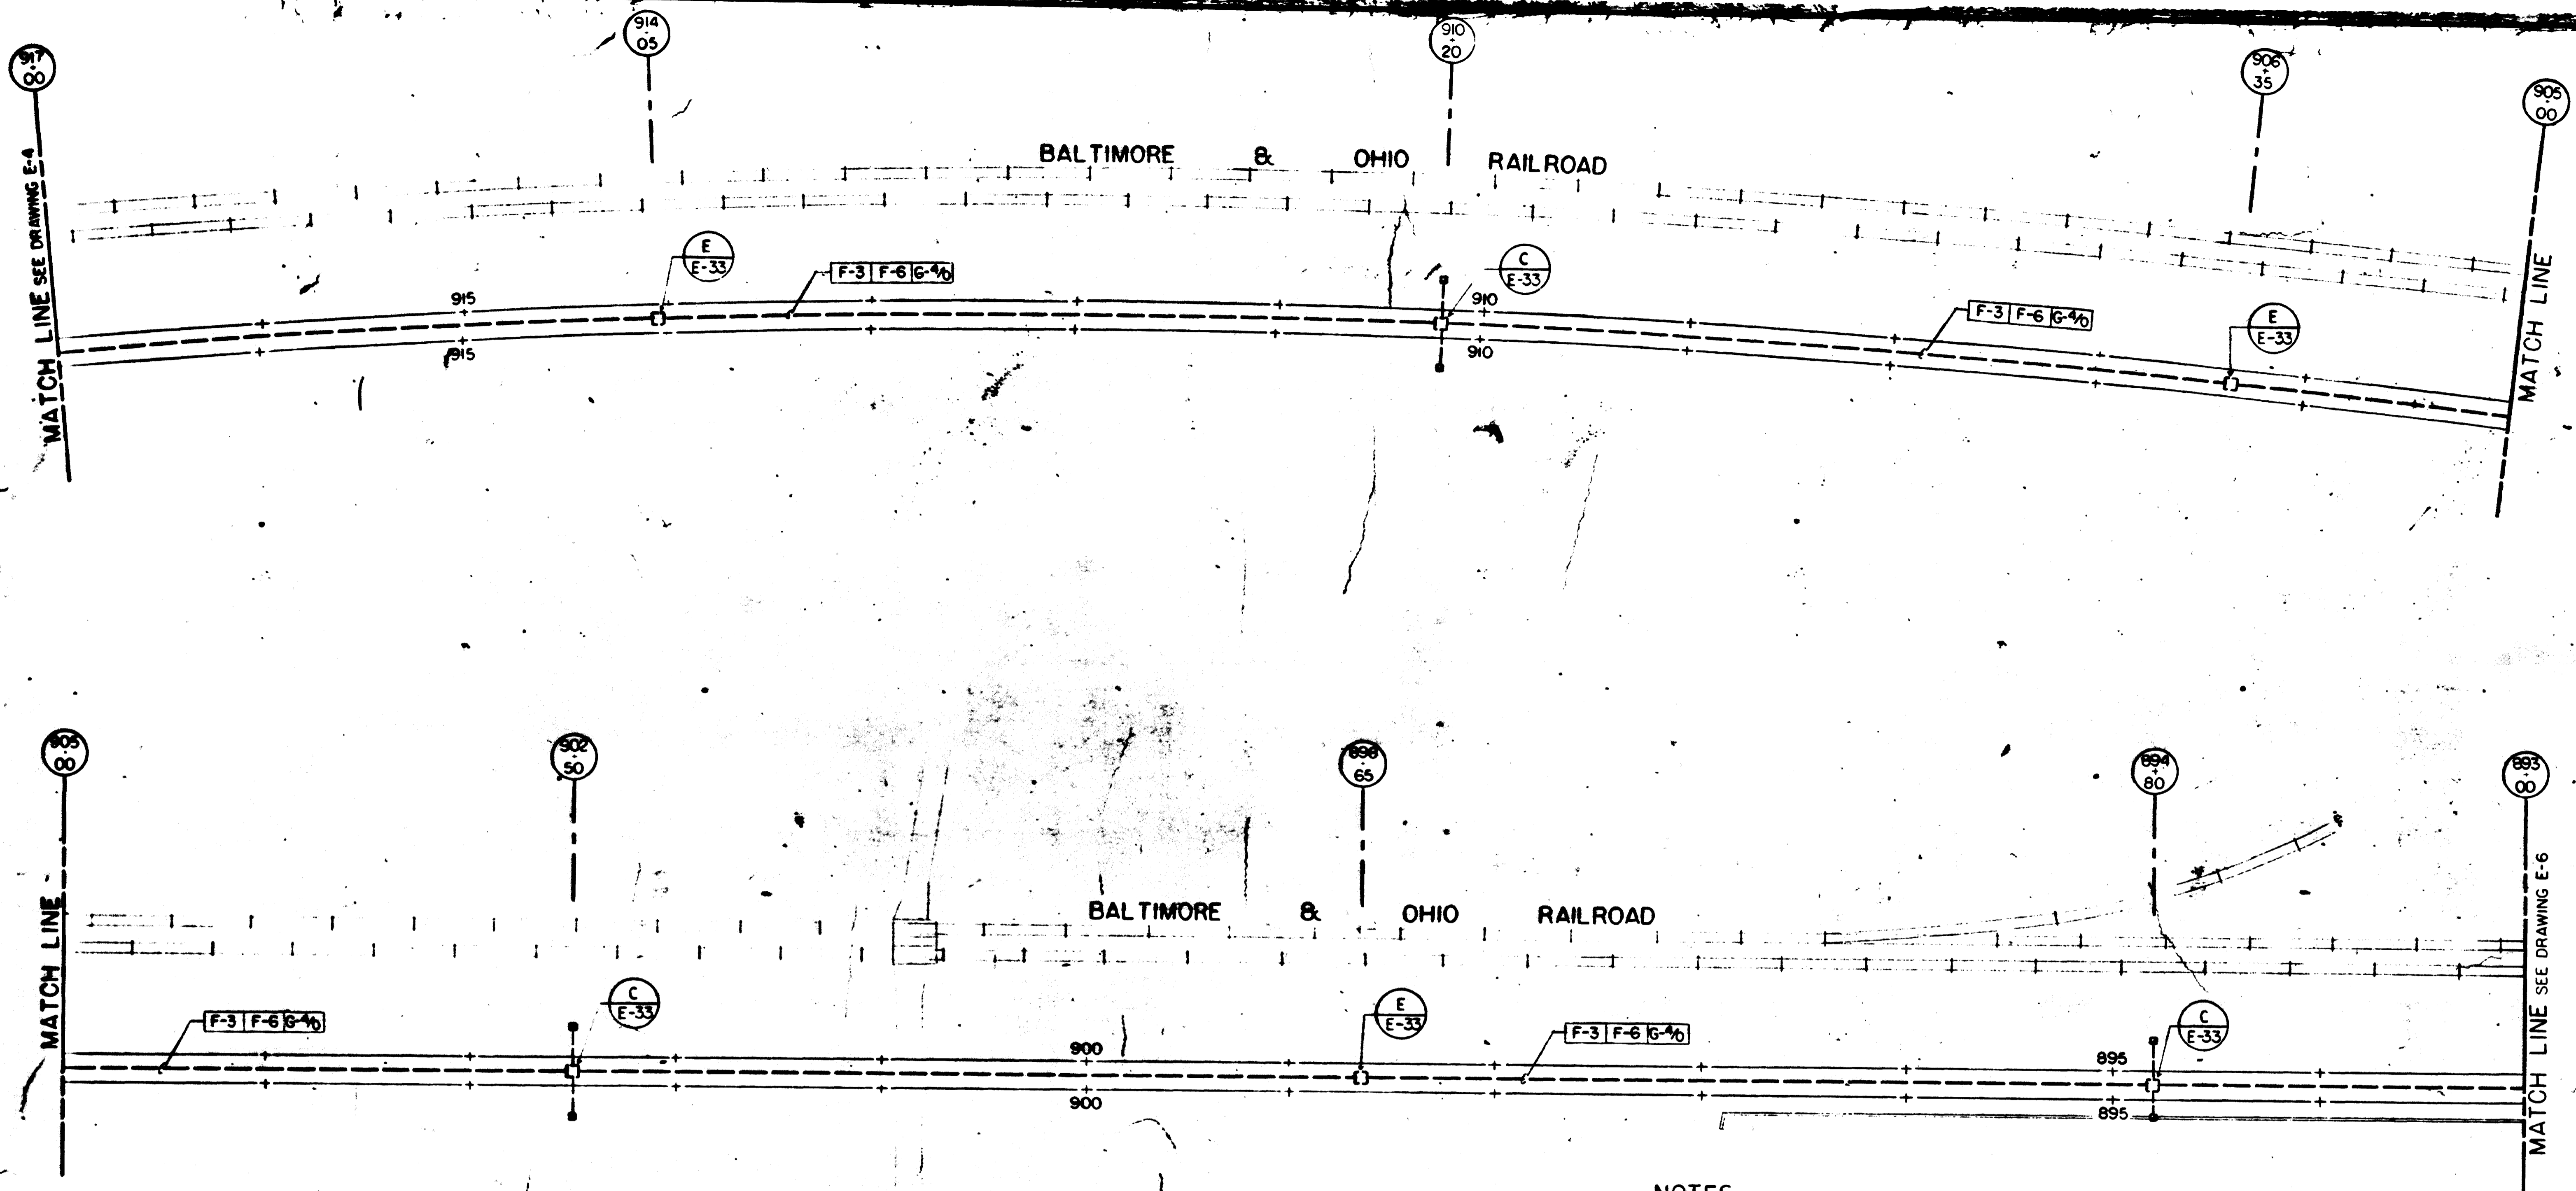 917
+
00
914
+
05
910
+
20
906
+
35
905
+
00
MATCH LINE SEE DRAWING E-4
BALTIMORE & OHIO RAILROAD
MATCH LINE
E
E-33
F-3 F-6 G-4/0
C
E-33
F-3 F-6 G-4/0
E
E-33
915
910
915
910
905
+
00
902
+
50
898
+
65
894
+
80
893
+
00
MATCH LINE
BALTIMORE & OHIO RAILROAD
MATCH LINE SEE DRAWING E-6
F-3 F-6 G-4/0
C
E-33
E
E-33
F-3 F-6 G-4/0
C
E-33
900
895
900
895
NOTES